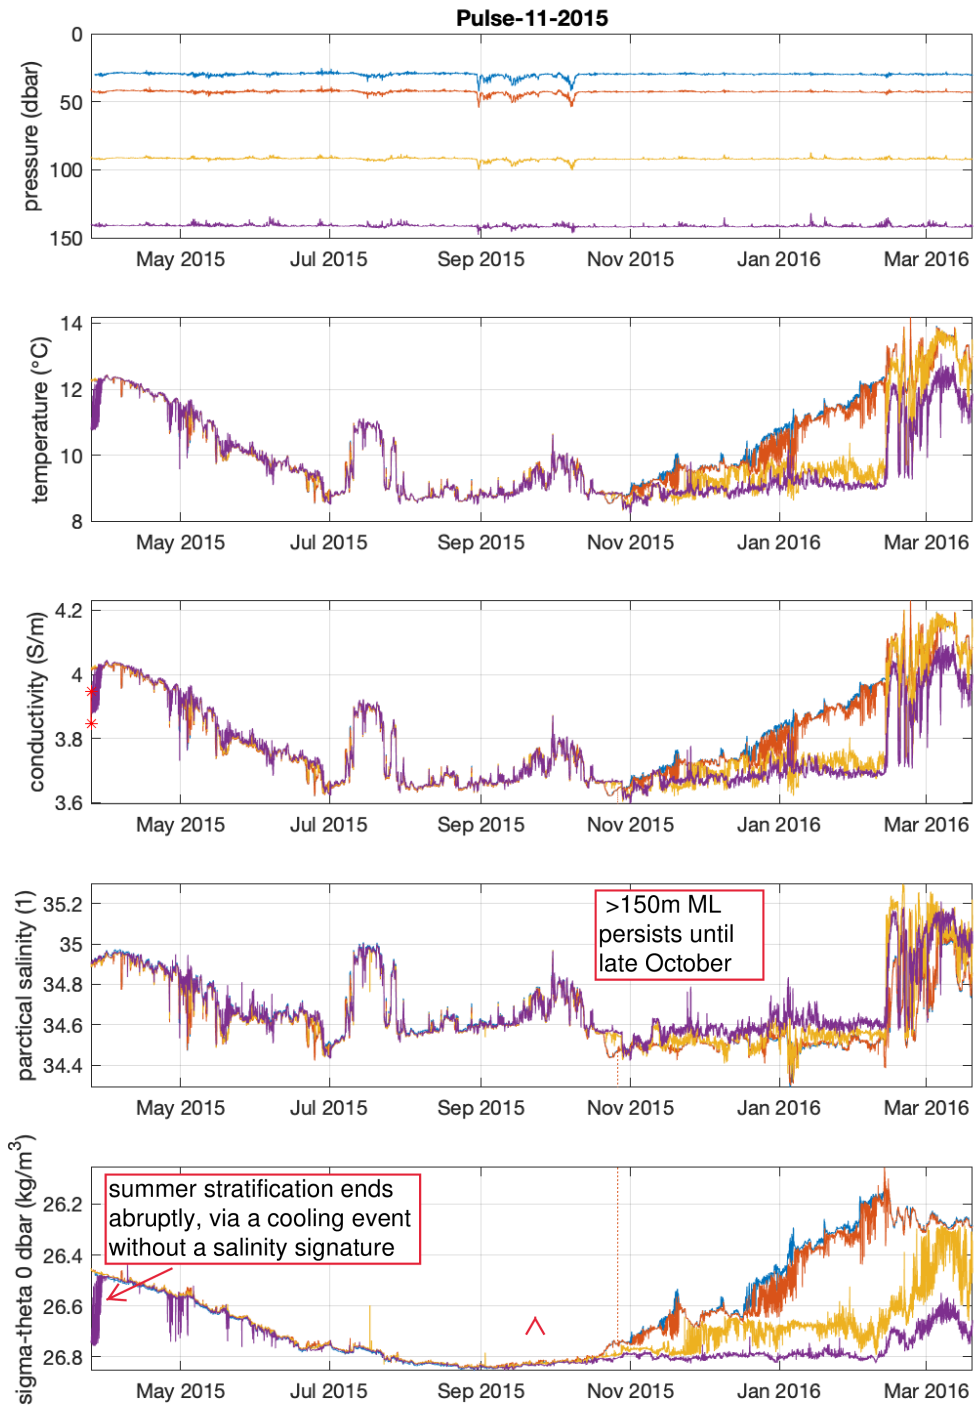 Pulse-11-2015
pressure (dbar)
0
50
100
150
May 2015 Jul 2015 Sep 2015 Nov 2015 Jan 2016 Mar 2016
temperature (°C)
14
12
10
8
May 2015 Jul 2015 Sep 2015 Nov 2015 Jan 2016 Mar 2016
conductivity (S/m)
4.2
4
3.8
3.6
May 2015 Jul 2015 Sep 2015 Nov 2015 Jan 2016 Mar 2016
parctical salinity (1)
35.2
35
34.8
34.6
34.4
>150m ML
persists until
late October
May 2015 Jul 2015 Sep 2015 Nov 2015 Jan 2016 Mar 2016
sigma-theta 0 dbar (kg/m³)
26.2
26.4
26.6
26.8
summer stratification ends
abruptly, via a cooling event
without a salinity signature
May 2015 Jul 2015 Sep 2015 Nov 2015 Jan 2016 Mar 2016